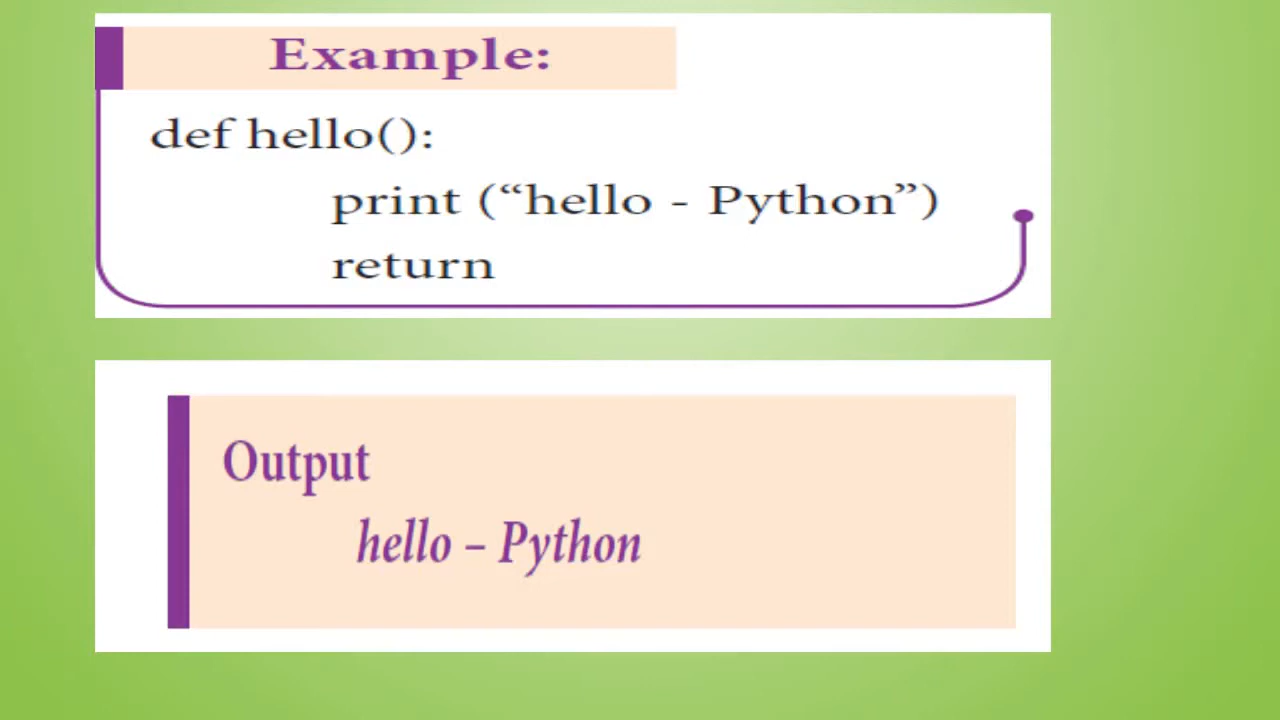 Example:
def hello():
print (“hello - Python”)
return
Output
hello – Python